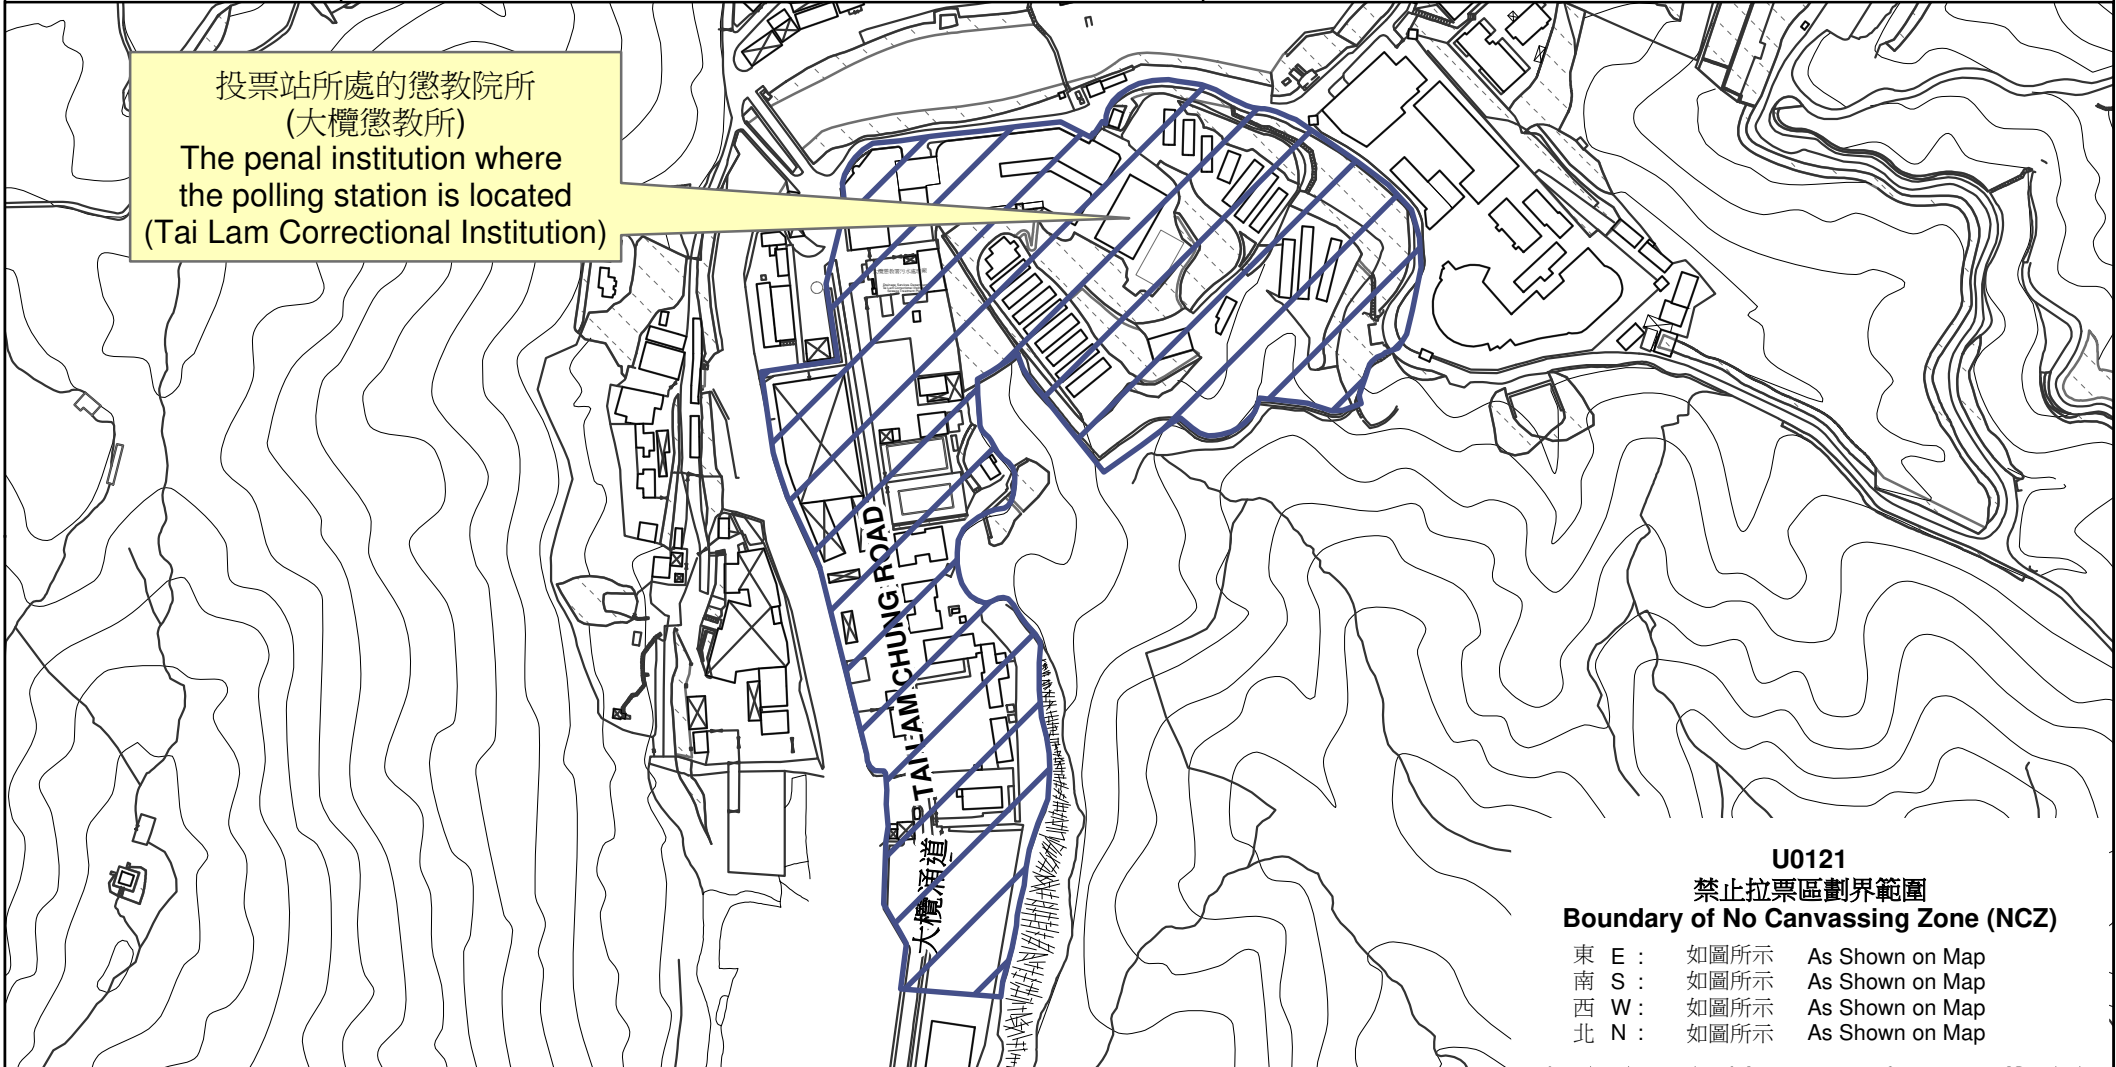 投票站所處的懲教院所
(大欖懲教所)
The penal institution where
the polling station is located
(Tai Lam Correctional Institution)
TAI LAM CHUNG ROAD
大欖涌道
U0121
禁止拉票區劃界範圍
Boundary of No Canvassing Zone (NCZ)
東 E : 如圖所示 As Shown on Map
南 S : 如圖所示 As Shown on Map
西 W : 如圖所示 As Shown on Map
北 N : 如圖所示 As Shown on Map